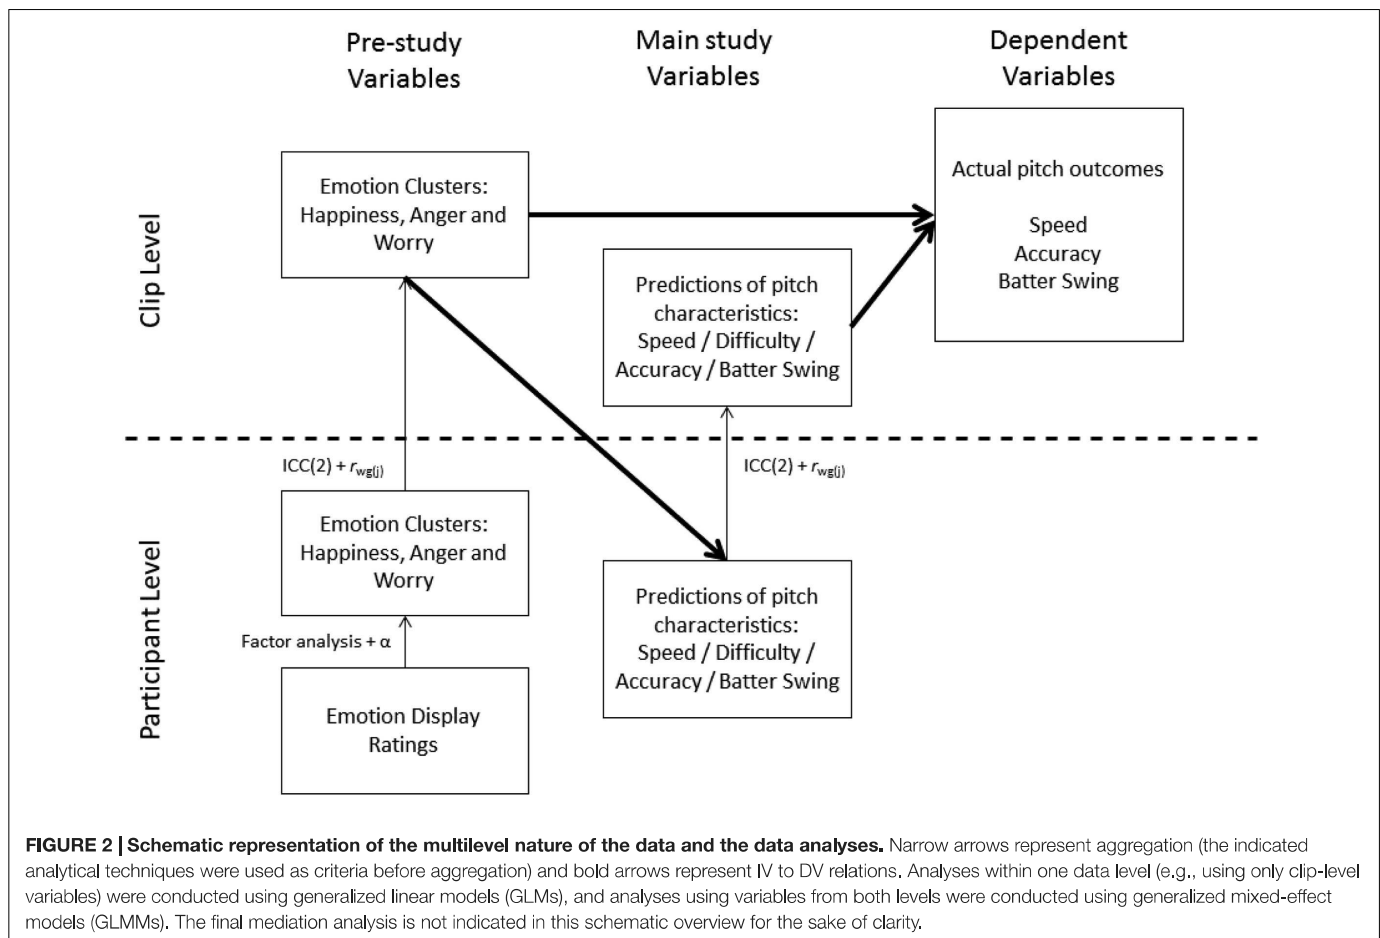 Pre-study
Variables
Main study
Variables
Dependent
Variables
Clip Level
Emotion Clusters:
Happiness, Anger and
Worry
Predictions of pitch
characteristics:
Speed / Difficulty /
Accuracy / Batter Swing
Actual pitch outcomes
Speed
Accuracy
Batter Swing
ICC(2) + r_wg(j)
ICC(2) + r_wg(j)
Participant Level
Emotion Clusters:
Happiness, Anger and
Worry
Factor analysis + α
Emotion Display
Ratings
Predictions of pitch
characteristics:
Speed / Difficulty /
Accuracy / Batter Swing
FIGURE 2 | Schematic representation of the multilevel nature of the data and the data analyses. Narrow arrows represent aggregation (the indicated
analytical techniques were used as criteria before aggregation) and bold arrows represent IV to DV relations. Analyses within one data level (e.g., using only clip-level
variables) were conducted using generalized linear models (GLMs), and analyses using variables from both levels were conducted using generalized mixed-effect
models (GLMMs). The final mediation analysis is not indicated in this schematic overview for the sake of clarity.